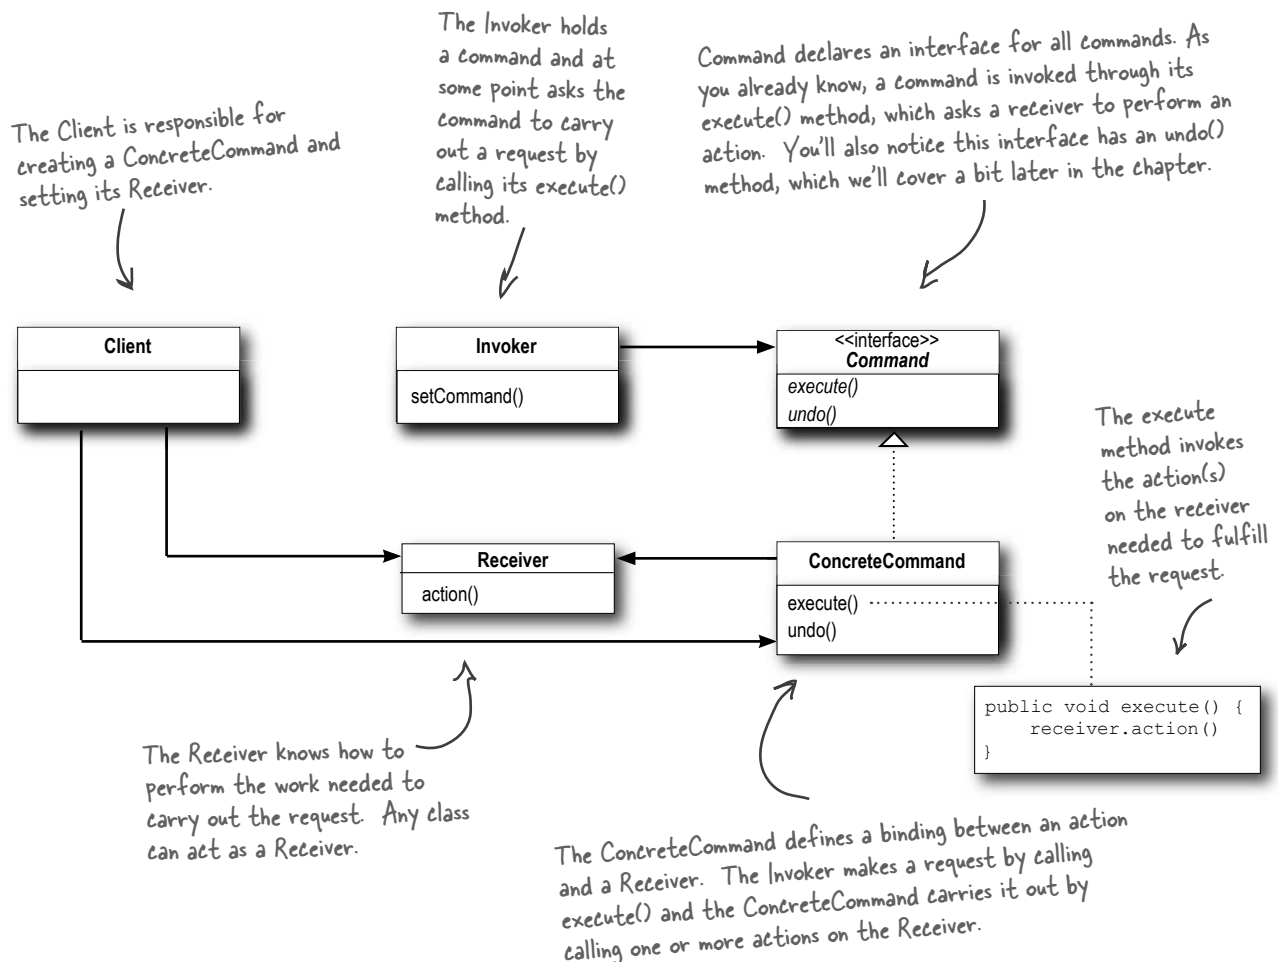 The Client is responsible for
creating a ConcreteCommand and
setting its Receiver.
The Invoker holds
a command and at
some point asks the
command to carry
out a request by
calling its execute()
method.
Command declares an interface for all commands. As
you already know, a command is invoked through its
execute() method, which asks a receiver to perform an
action. You'll also notice this interface has an undo()
method, which we'll cover a bit later in the chapter.
Client
Invoker
setCommand()
<<interface>>
Command
execute()
undo()
The execute
method invokes
the action(s)
on the receiver
needed to fulfill
the request.
Receiver
action()
ConcreteCommand
execute()
undo()
public void execute() {
receiver.action()
}
The Receiver knows how to
perform the work needed to
carry out the request. Any class
can act as a Receiver.
The ConcreteCommand defines a binding between an action
and a Receiver. The Invoker makes a request by calling
execute() and the ConcreteCommand carries it out by
calling one or more actions on the Receiver.